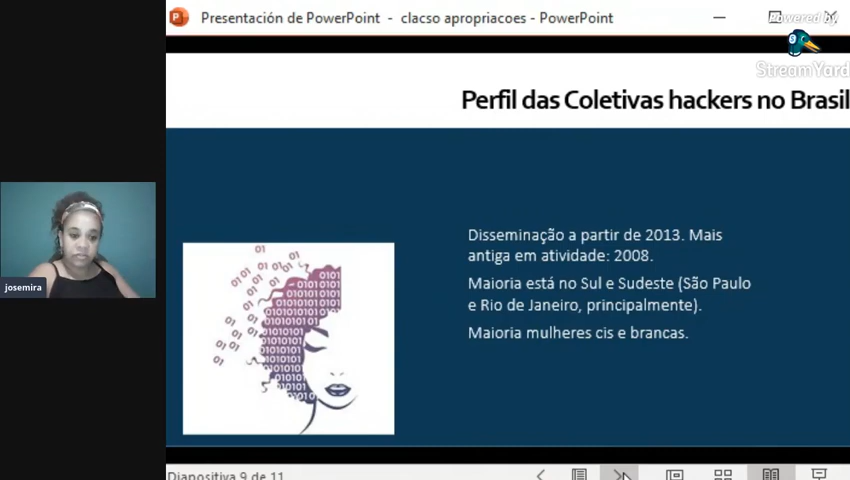 Presentación de PowerPoint - clacso apropriacoes - PowerPoint
Powered by
StreamYard
Perfil das Coletivas hackers no Brasil
Disseminação a partir de 2013. Mais
antiga em atividade: 2008.
Maioria está no Sul e Sudeste (São Paulo
e Rio de Janeiro, principalmente).
Maioria mulheres cis e brancas.
josemira
Diapositiva 9 de 11